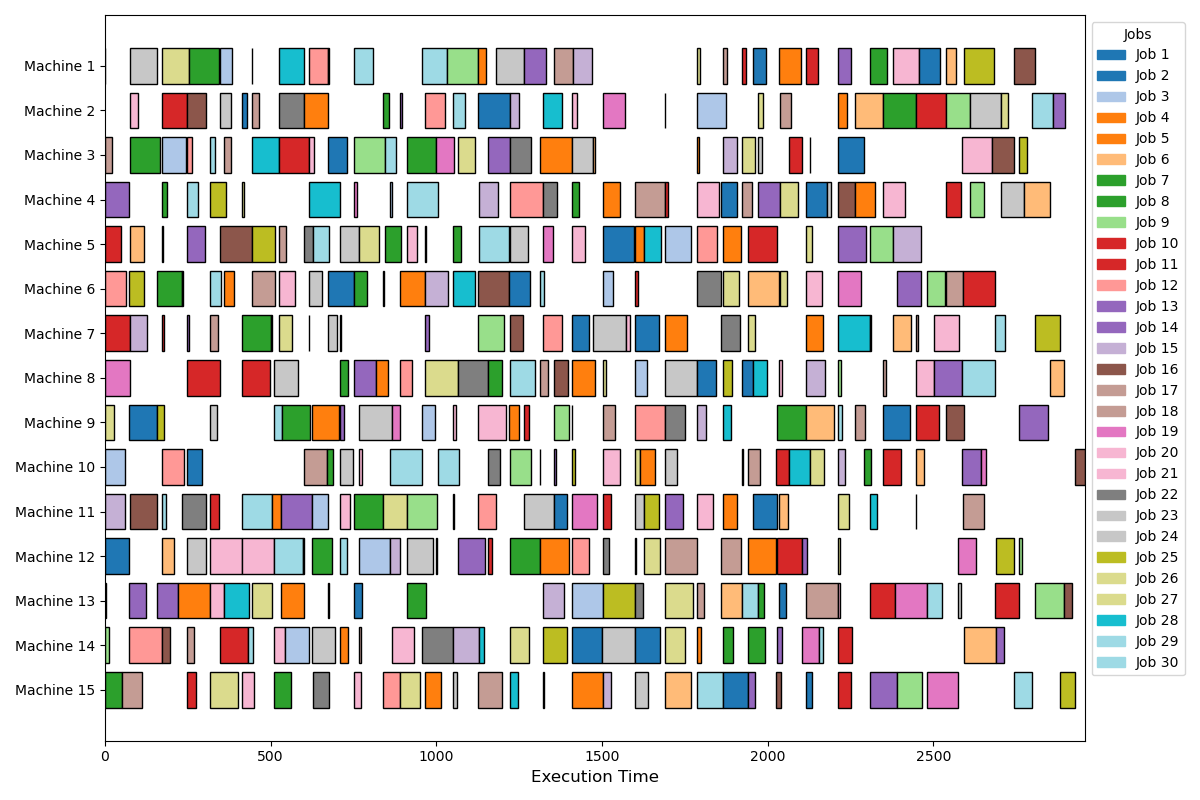 Machine 1
Machine 2
Machine 3
Machine 4
Machine 5
Machine 6
Machine 7
Machine 8
Machine 9
Machine 10
Machine 11
Machine 12
Machine 13
Machine 14
Machine 15
0 500 1000 1500 2000 2500
Execution Time
Jobs
Job 1
Job 2
Job 3
Job 4
Job 5
Job 6
Job 7
Job 8
Job 9
Job 10
Job 11
Job 12
Job 13
Job 14
Job 15
Job 16
Job 17
Job 18
Job 19
Job 20
Job 21
Job 22
Job 23
Job 24
Job 25
Job 26
Job 27
Job 28
Job 29
Job 30